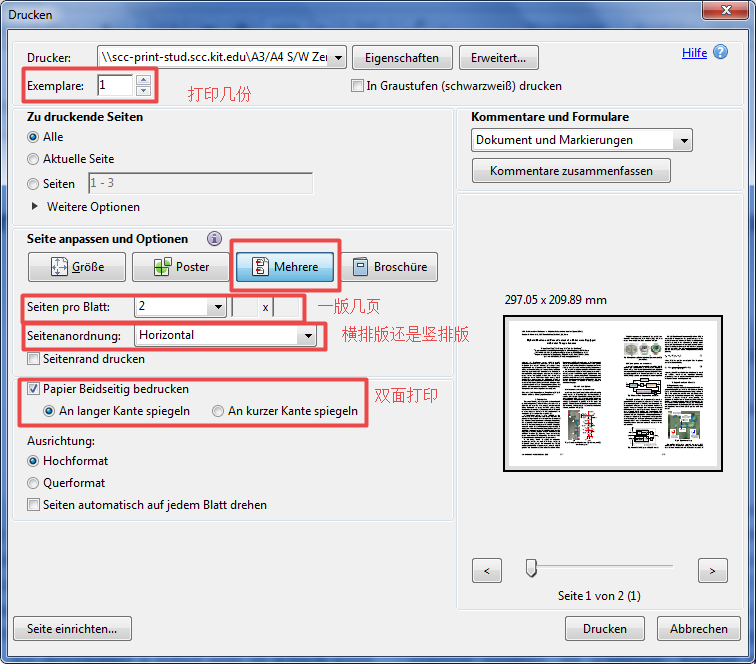 Drucken
Drucker: \\scc-print-stud.scc.kit.edu\A3/A4 S/W Zer Eigenschaften Erweitert... Hilfe ?
Exemplare: 1 In Graustufen (schwarzweiß) drucken
打印几份
Zu druckende Seiten
Alle
Aktuelle Seite
Seiten 1 - 3
Weitere Optionen
Kommentare und Formulare
Dokument und Markierungen
Kommentare zusammenfassen
Seite anpassen und Optionen i
Größe Poster Mehrere Broschüre
Seiten pro Blatt: 2 x 一版几页
Seitenanordnung: Horizontal 横排版还是竖排版
Seitenrand drucken
Papier Beidseitig bedrucken 双面打印
An langer Kante spiegeln An kurzer Kante spiegeln
Ausrichtung:
Hochformat
Querformat
Seiten automatisch auf jedem Blatt drehen
297.05 x 209.89 mm
< >
Seite 1 von 2 (1)
Seite einrichten... Drucken Abbrechen